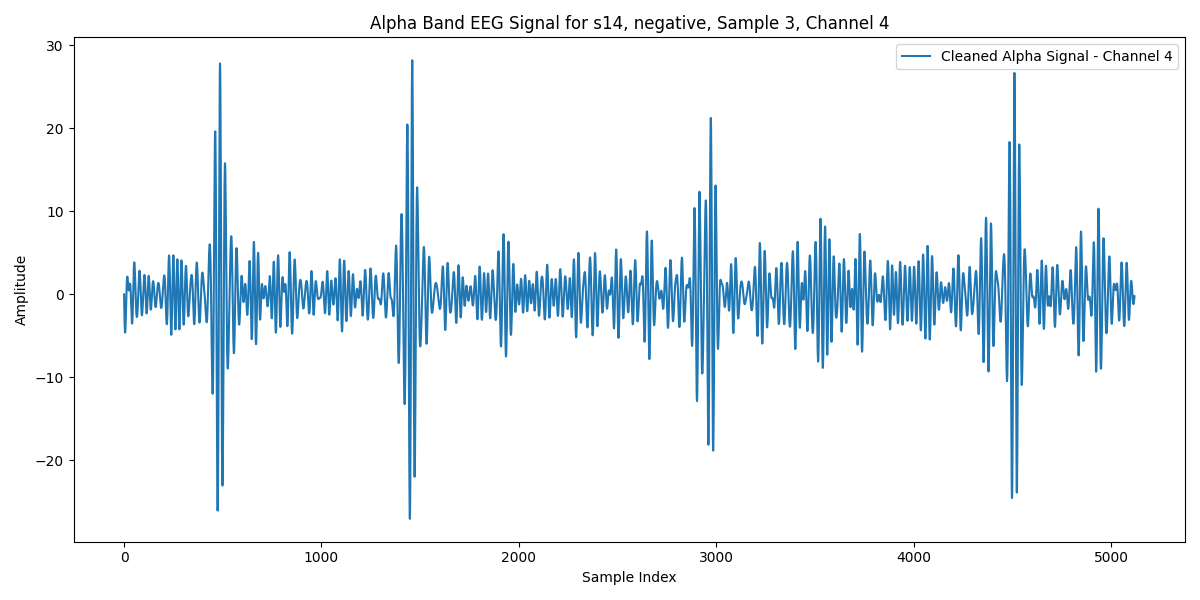 Alpha Band EEG Signal for s14, negative, Sample 3, Channel 4
Cleaned Alpha Signal - Channel 4
Amplitude
30
20
10
0
−10
−20
0 1000 2000 3000 4000 5000
Sample Index